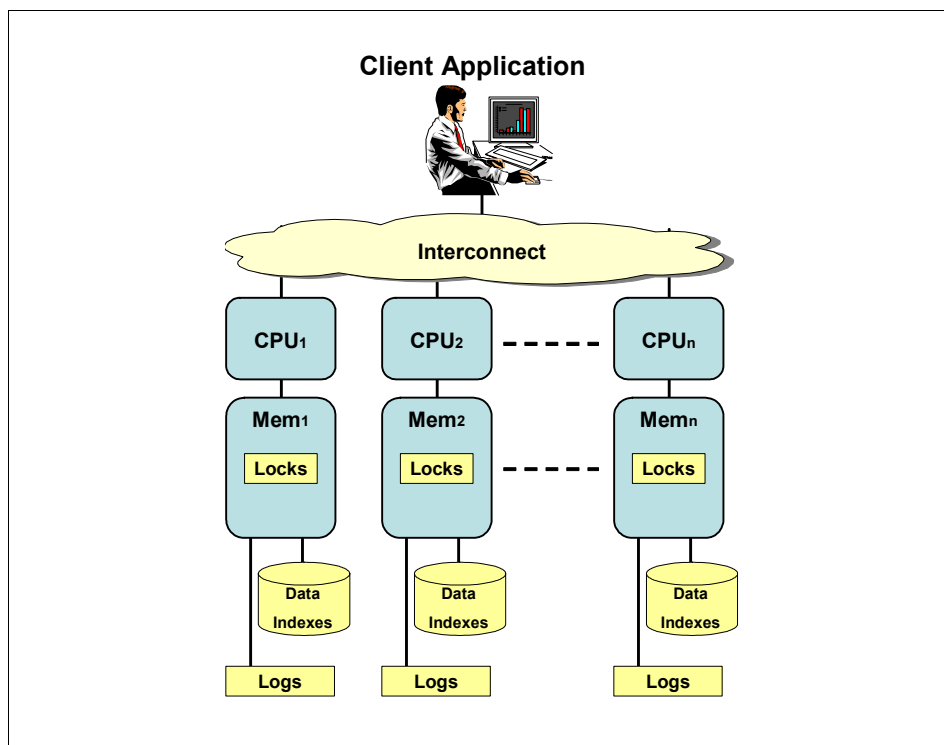 Client Application
Interconnect
CPU1 CPU2 CPUn
Mem1 Mem2 Memn
Locks Locks Locks
Data Data Data
Indexes Indexes Indexes
Logs Logs Logs